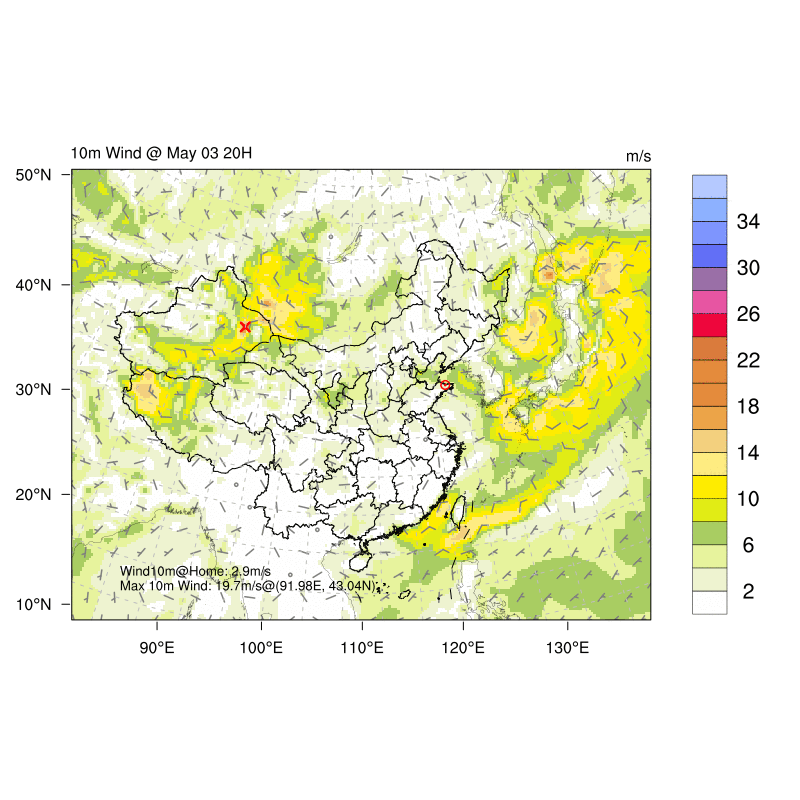 10m Wind @ May 03 20H
m/s
50°N
40°N
30°N
20°N
10°N
90°E 100°E 110°E 120°E 130°E
Wind10m@Home: 2.9m/s
Max 10m Wind: 19.7m/s@(91.98E, 43.04N)
34
30
26
22
18
14
10
6
2